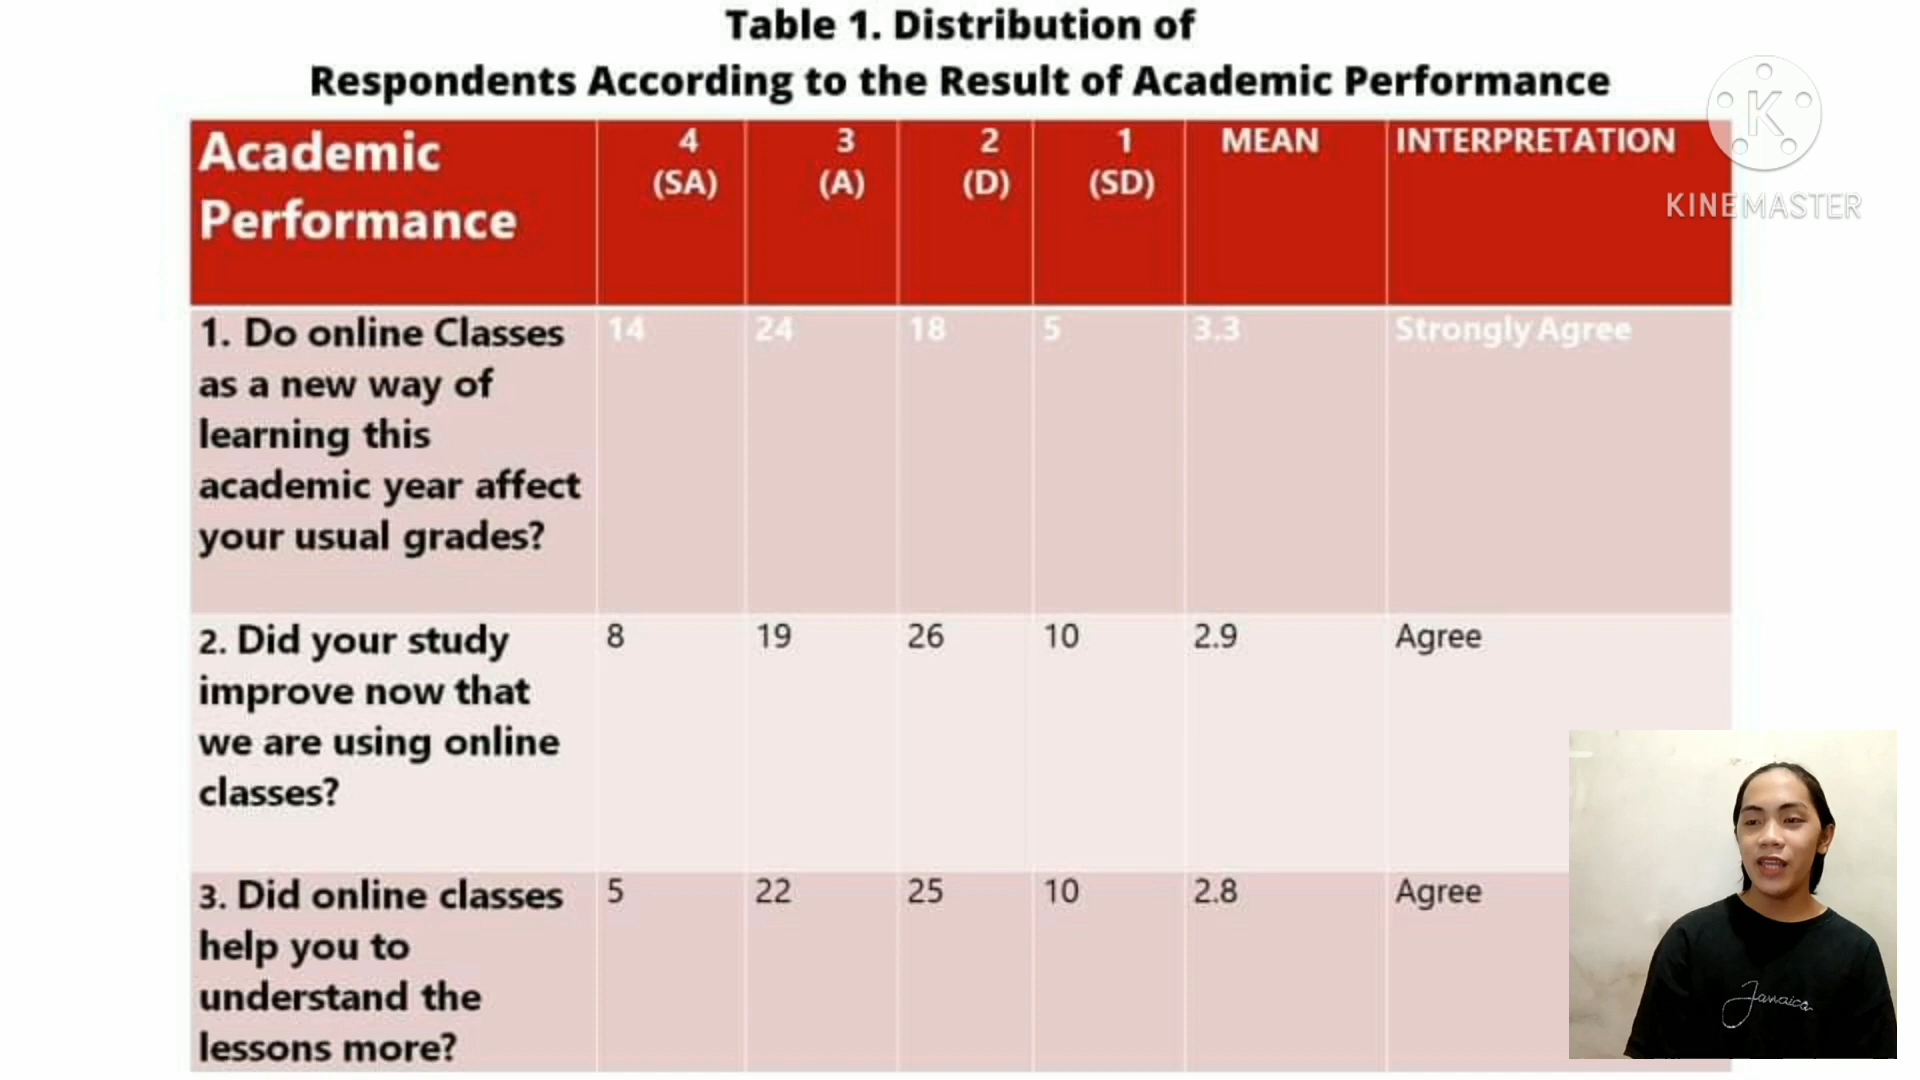 Table 1. Distribution of
Respondents According to the Result of Academic Performance
Academic
Performance
4
(SA)
3
(A)
2
(D)
1
(SD)
MEAN
INTERPRETATION
K
KINEMASTER
1. Do online Classes
as a new way of
learning this
academic year affect
your usual grades?
14
24
18
5
3.3
Strongly Agree
2. Did your study
improve now that
we are using online
classes?
8
19
26
10
2.9
Agree
3. Did online classes
help you to
understand the
lessons more?
5
22
25
10
2.8
Agree
Jamaica